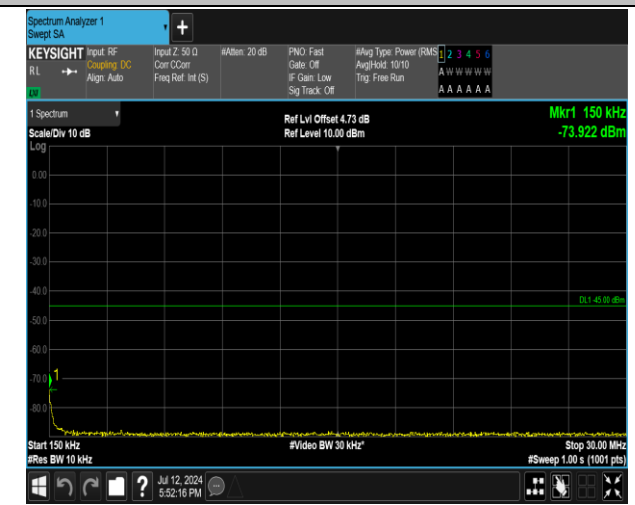 Spectrum Analyzer 1
Swept SA
+
KEYSIGHT Input: RF Input Z: 50 Ω #Atten: 20 dB PNO: Fast #Avg Type: Power (RMS 1 2 3 4 5 6
RL Coupling: DC Corr CCorr Gate: Off Avg|Hold: 10/10 A W W W W W
Align: Auto Freq Ref: Int (S) IF Gain: Low Trig: Free Run
Sig Track: Off A A A A A A
1 Spectrum Ref Lvl Offset 4.73 dB Mkr1 150 kHz
Scale/Div 10 dB Ref Level 10.00 dBm -73.922 dBm
Log
0.00
-10.0
-20.0
-30.0
-40.0
DL1 -45.00 dBm
-50.0
-60.0
-70.0 1
-80.0
Start 150 kHz #Video BW 30 kHz* Stop 30.00 MHz
#Res BW 10 kHz #Sweep 1.00 s (1001 pts)
? Jul 12, 2024
5:52:16 PM